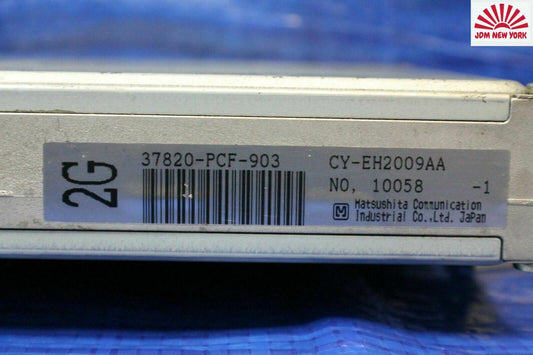 JDM NEW YORK
2G
37820-PCF-903 CY-EH2009AA
NO, 10058 -1
M Matsushita Communication
Industrial Co.,Ltd. JaPan